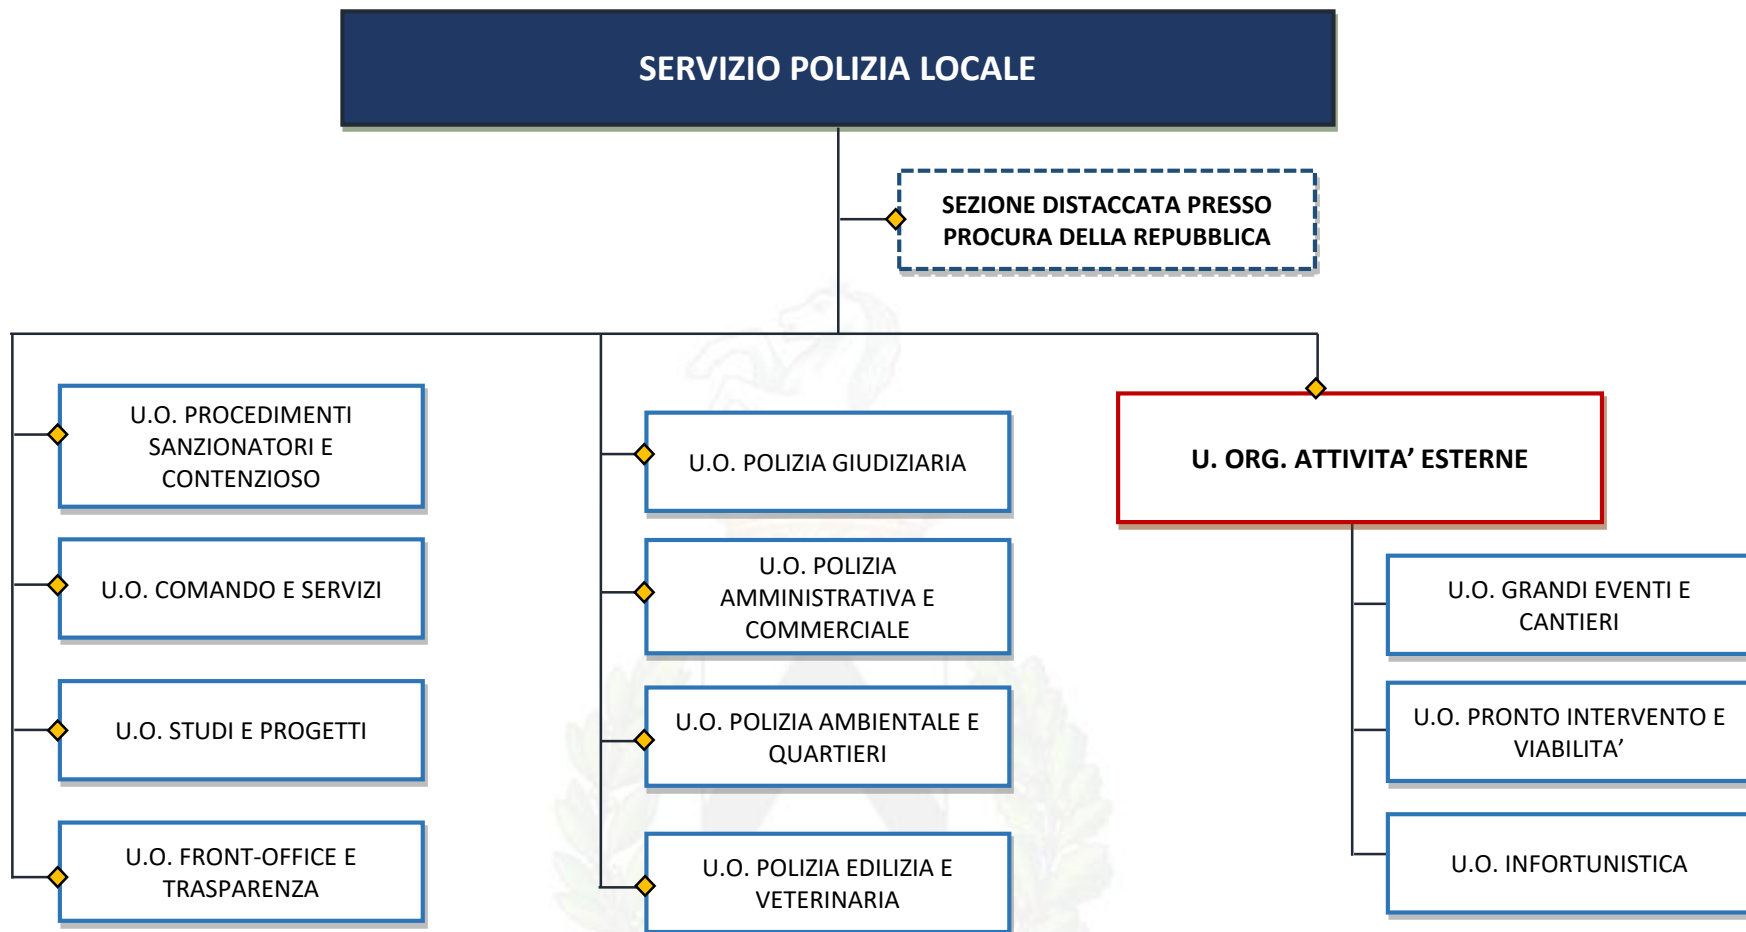 SERVIZIO POLIZIA LOCALE
SEZIONE DISTACCATA PRESSO
PROCURA DELLA REPUBBLICA
U.O. PROCEDIMENTI
SANZIONATORI E
CONTENZIOSO
U.O. COMANDO E SERVIZI
U.O. STUDI E PROGETTI
U.O. FRONT-OFFICE E
TRASPARENZA
U.O. POLIZIA GIUDIZIARIA
U.O. POLIZIA
AMMINISTRATIVA E
COMMERCIALE
U.O. POLIZIA AMBIENTALE E
QUARTIERI
U.O. POLIZIA EDILIZIA E
VETERINARIA
U. ORG. ATTIVITA’ ESTERNE
U.O. GRANDI EVENTI E
CANTIERI
U.O. PRONTO INTERVENTO E
VIABILITA’
U.O. INFORTUNISTICA